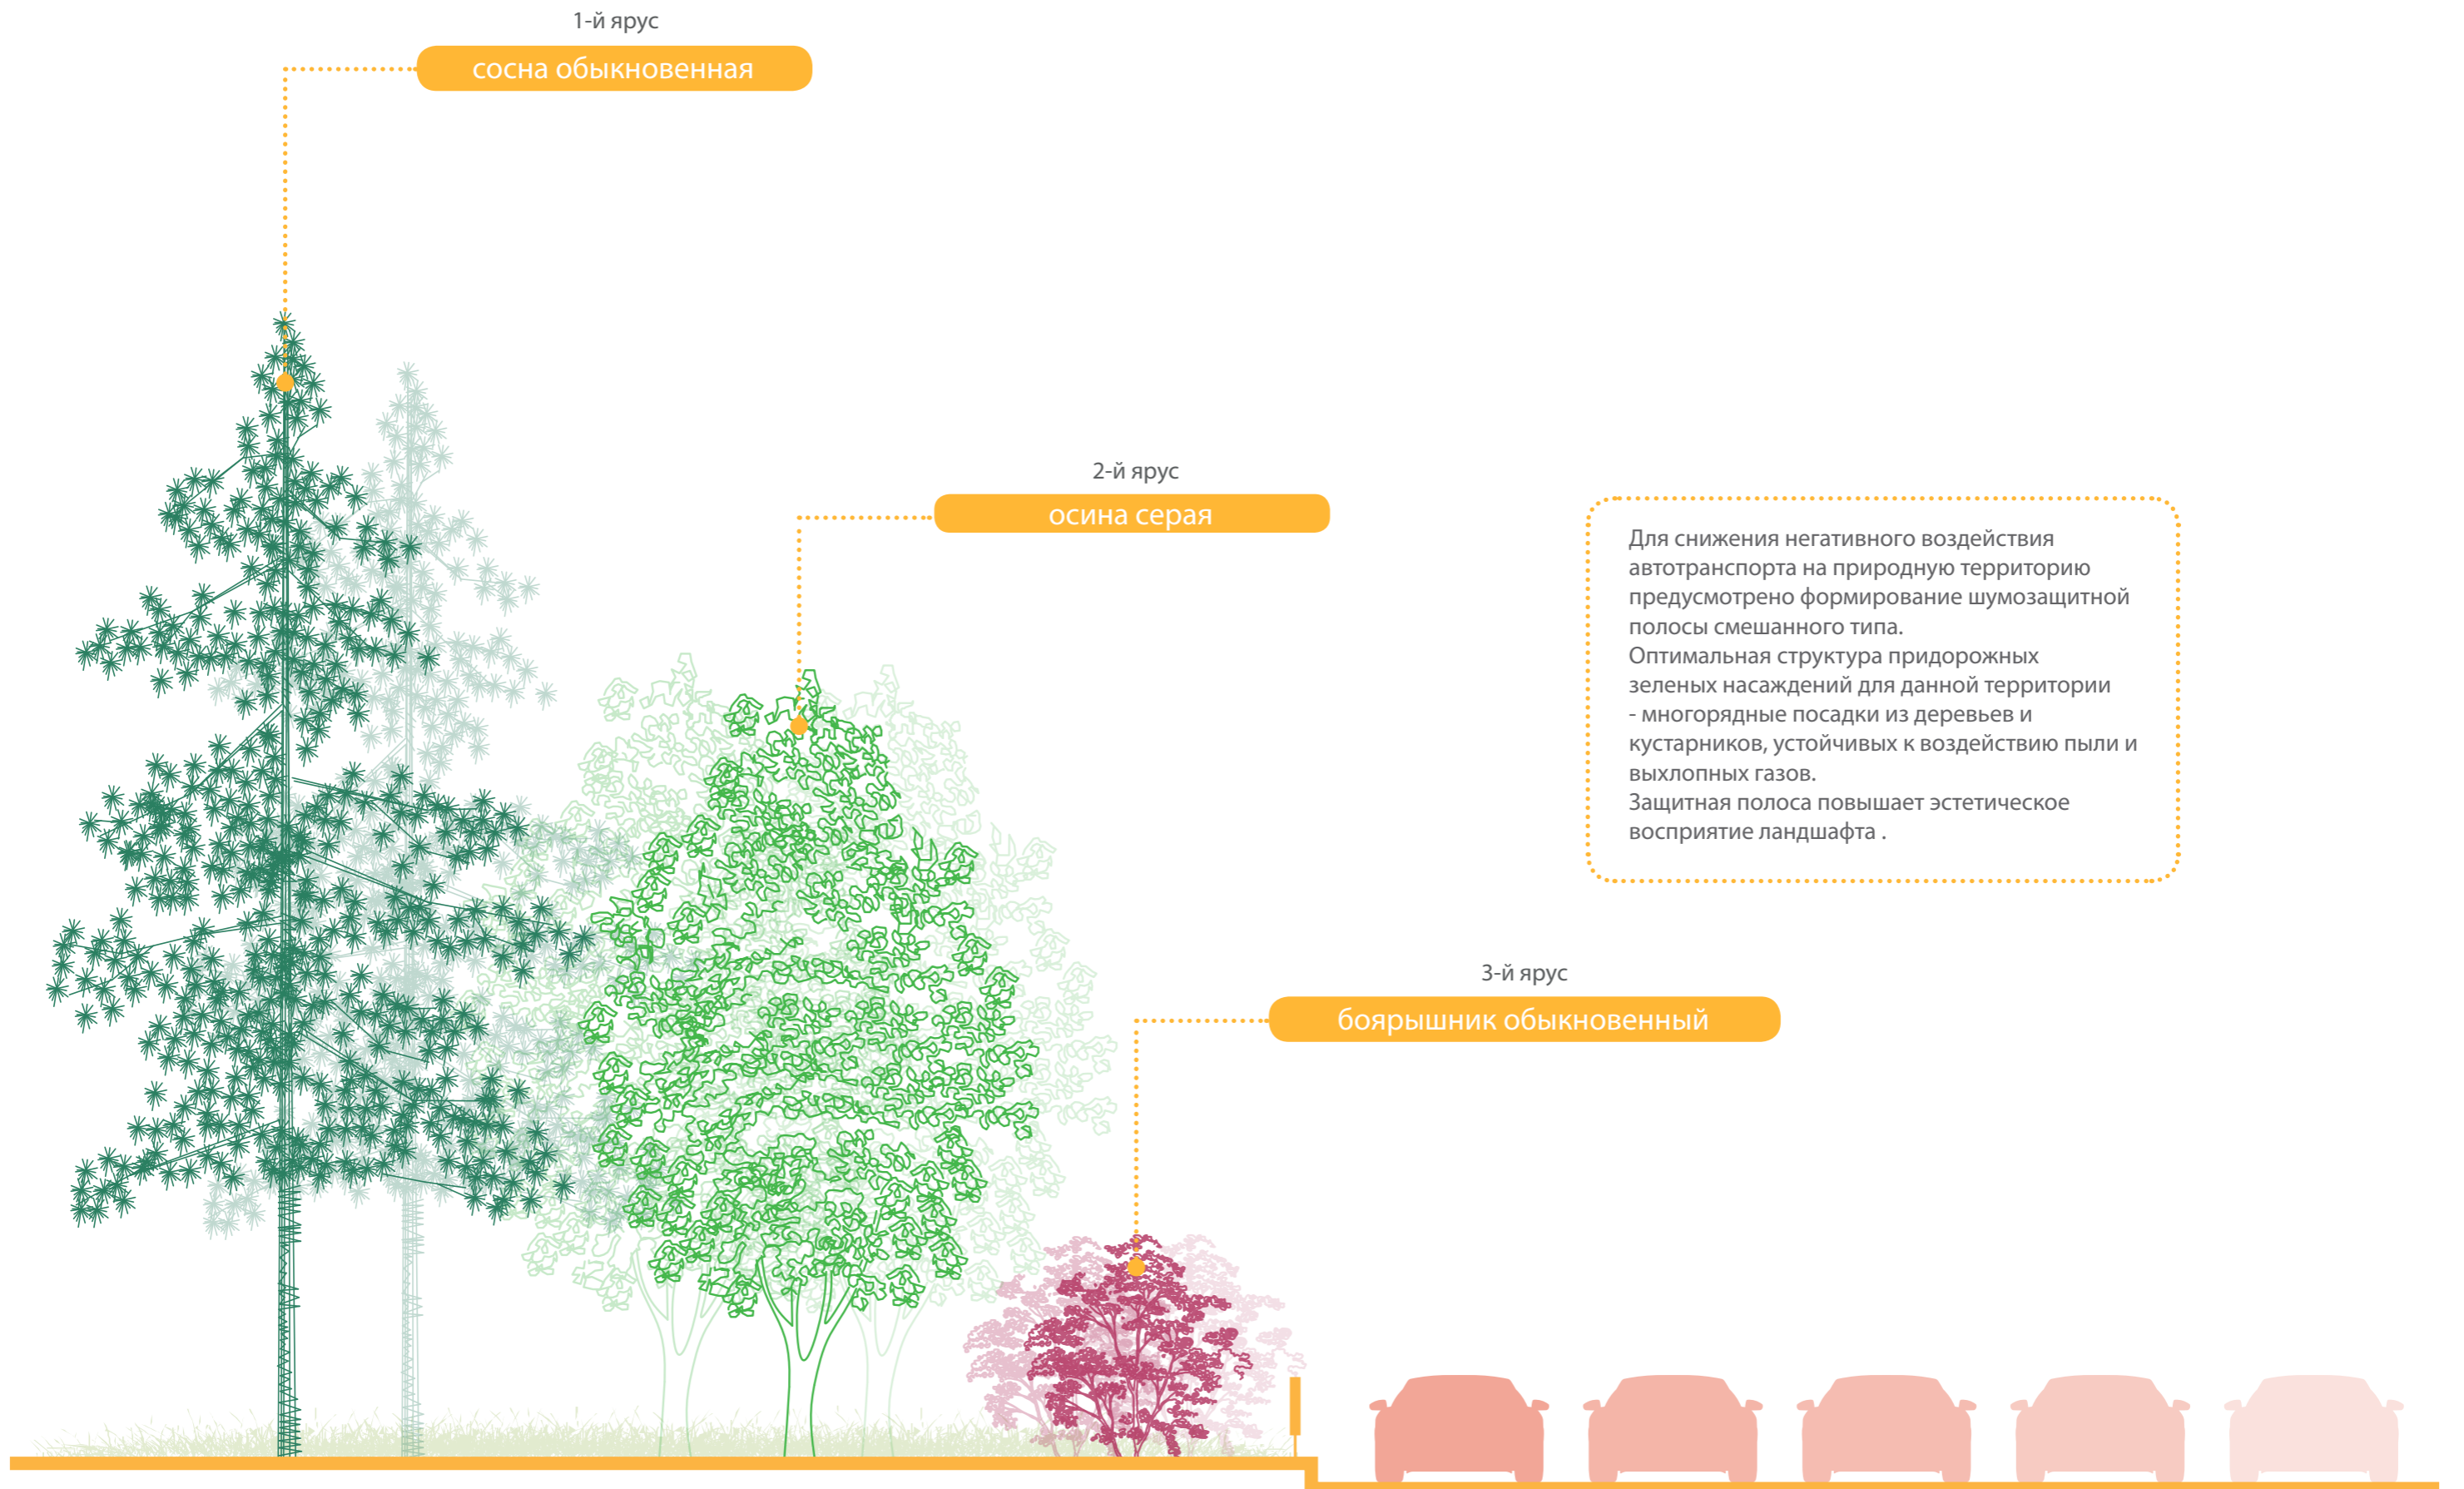 1-й ярус
сосна обыкновенная
2-й ярус
осина серая
Для снижения негативного воздействия
автотранспорта на природную территорию
предусмотрено формирование шумозащитной
полосы смешанного типа.
Оптимальная структура придорожных
зеленых насаждений для данной территории
- многорядные посадки из деревьев и
кустарников, устойчивых к воздействию пыли и
выхлопных газов.
Защитная полоса повышает эстетическое
восприятие ландшафта .
3-й ярус
боярышник обыкновенный